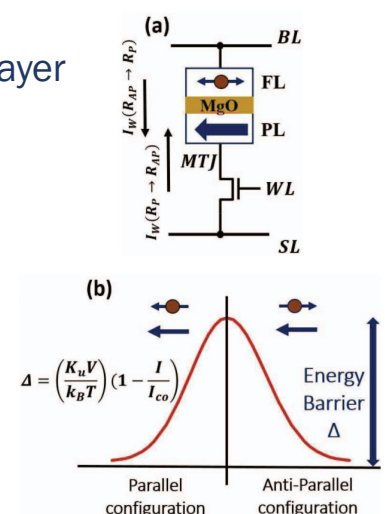 ayer
(a)
BL
FL
MgO
PL
MTJ
WL
SL
I_W(R_AP → R_P)
I_W(R_P → R_AP)
(b)
Δ = (K_uV / k_BT) (1 − I / I_co)
Energy
Barrier
Δ
Parallel
configuration
Anti-Parallel
configuration